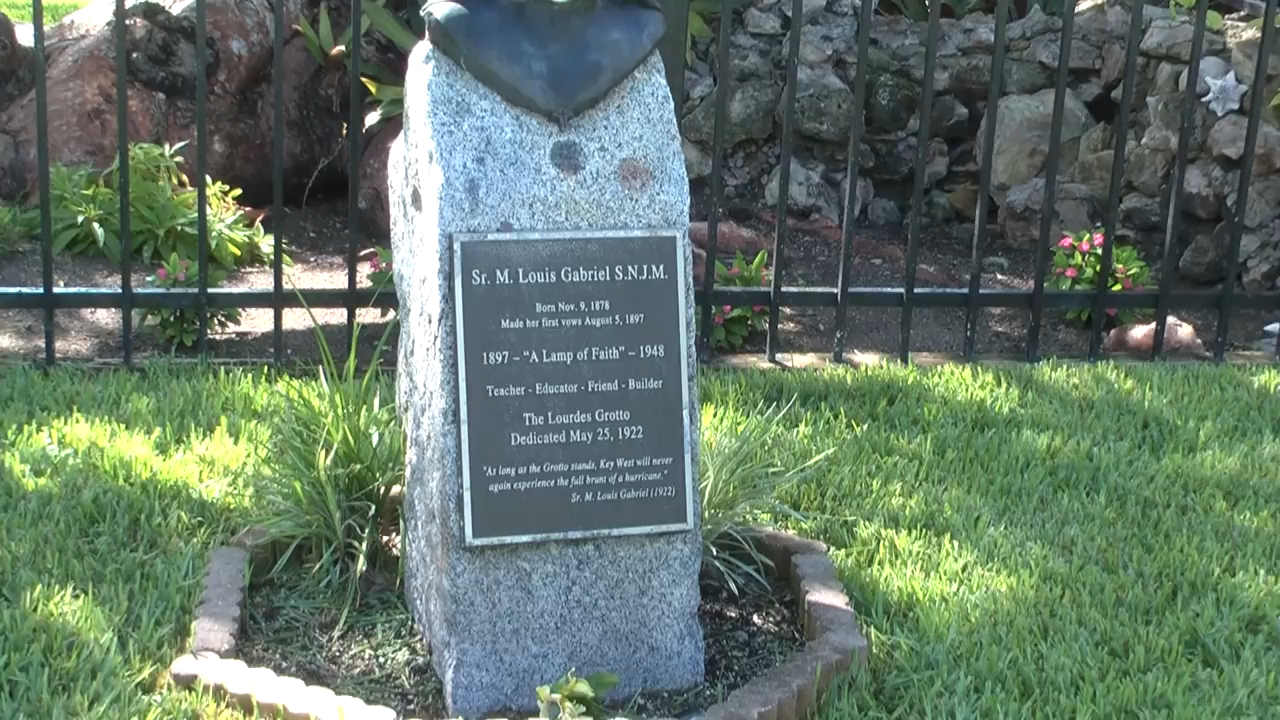 Sr. M. Louis Gabriel S.N.J.M.
Born Nov. 9, 1878
Made her first vows August 5, 1897
1897 – “A Lamp of Faith” – 1948
Teacher - Educator - Friend - Builder
The Lourdes Grotto
Dedicated May 25, 1922
"As long as the Grotto stands, Key West will never
again experience the full brunt of a hurricane."
Sr. M. Louis Gabriel (1922)